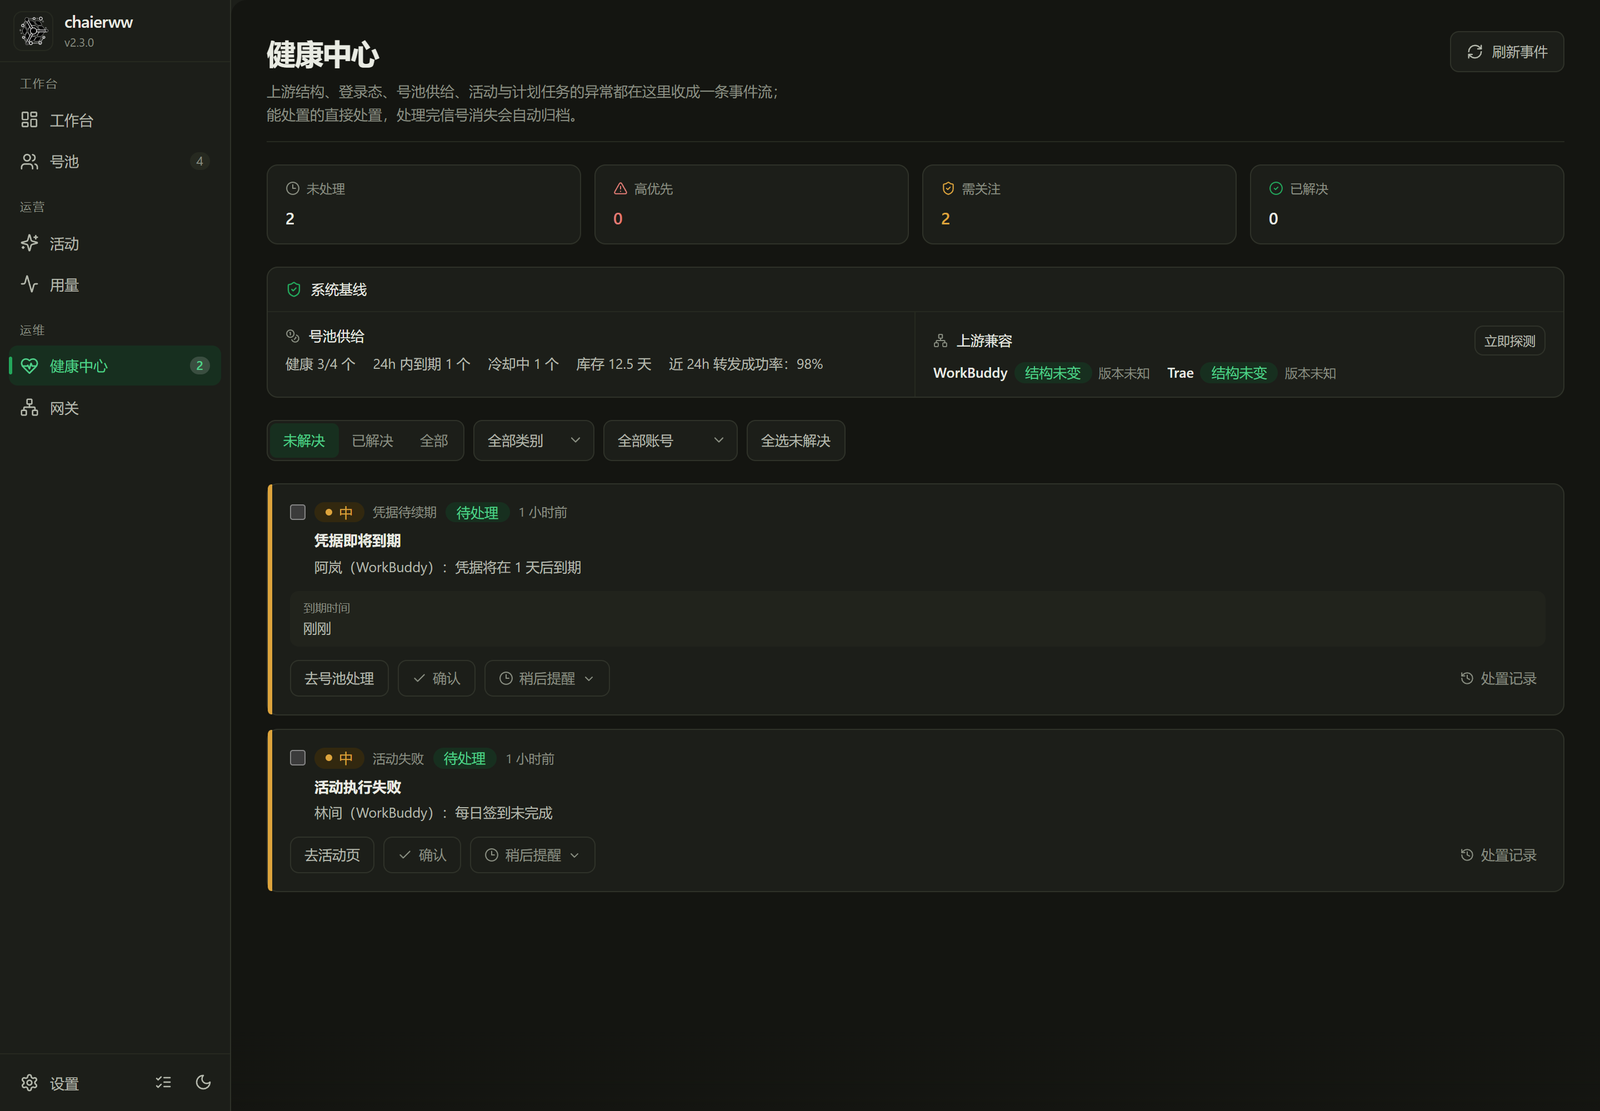 chaierww
v2.3.0
工作台
工作台
号池 4
运营
活动
用量
运维
健康中心 2
网关
设置
健康中心
刷新事件
上游结构、登录态、号池供给、活动与计划任务的异常都在这里收成一条事件流；
能处置的直接处置，处理完信号消失会自动归档。
未处理
2
高优先
0
需关注
2
已解决
0
系统基线
号池供给
健康 3/4 个 24h 内到期 1 个 冷却中 1 个 库存 12.5 天 近 24h 转发成功率：98%
上游兼容
立即探测
WorkBuddy 结构未变 版本未知 Trae 结构未变 版本未知
未解决 已解决 全部 全部类别 全部账号 全选未解决
中 凭据待续期 待处理 1 小时前
凭据即将到期
阿岚（WorkBuddy）：凭据将在 1 天后到期
到期时间
刚刚
去号池处理 确认 稍后提醒 处置记录
中 活动失败 待处理 1 小时前
活动执行失败
林间（WorkBuddy）：每日签到未完成
去活动页 确认 稍后提醒 处置记录